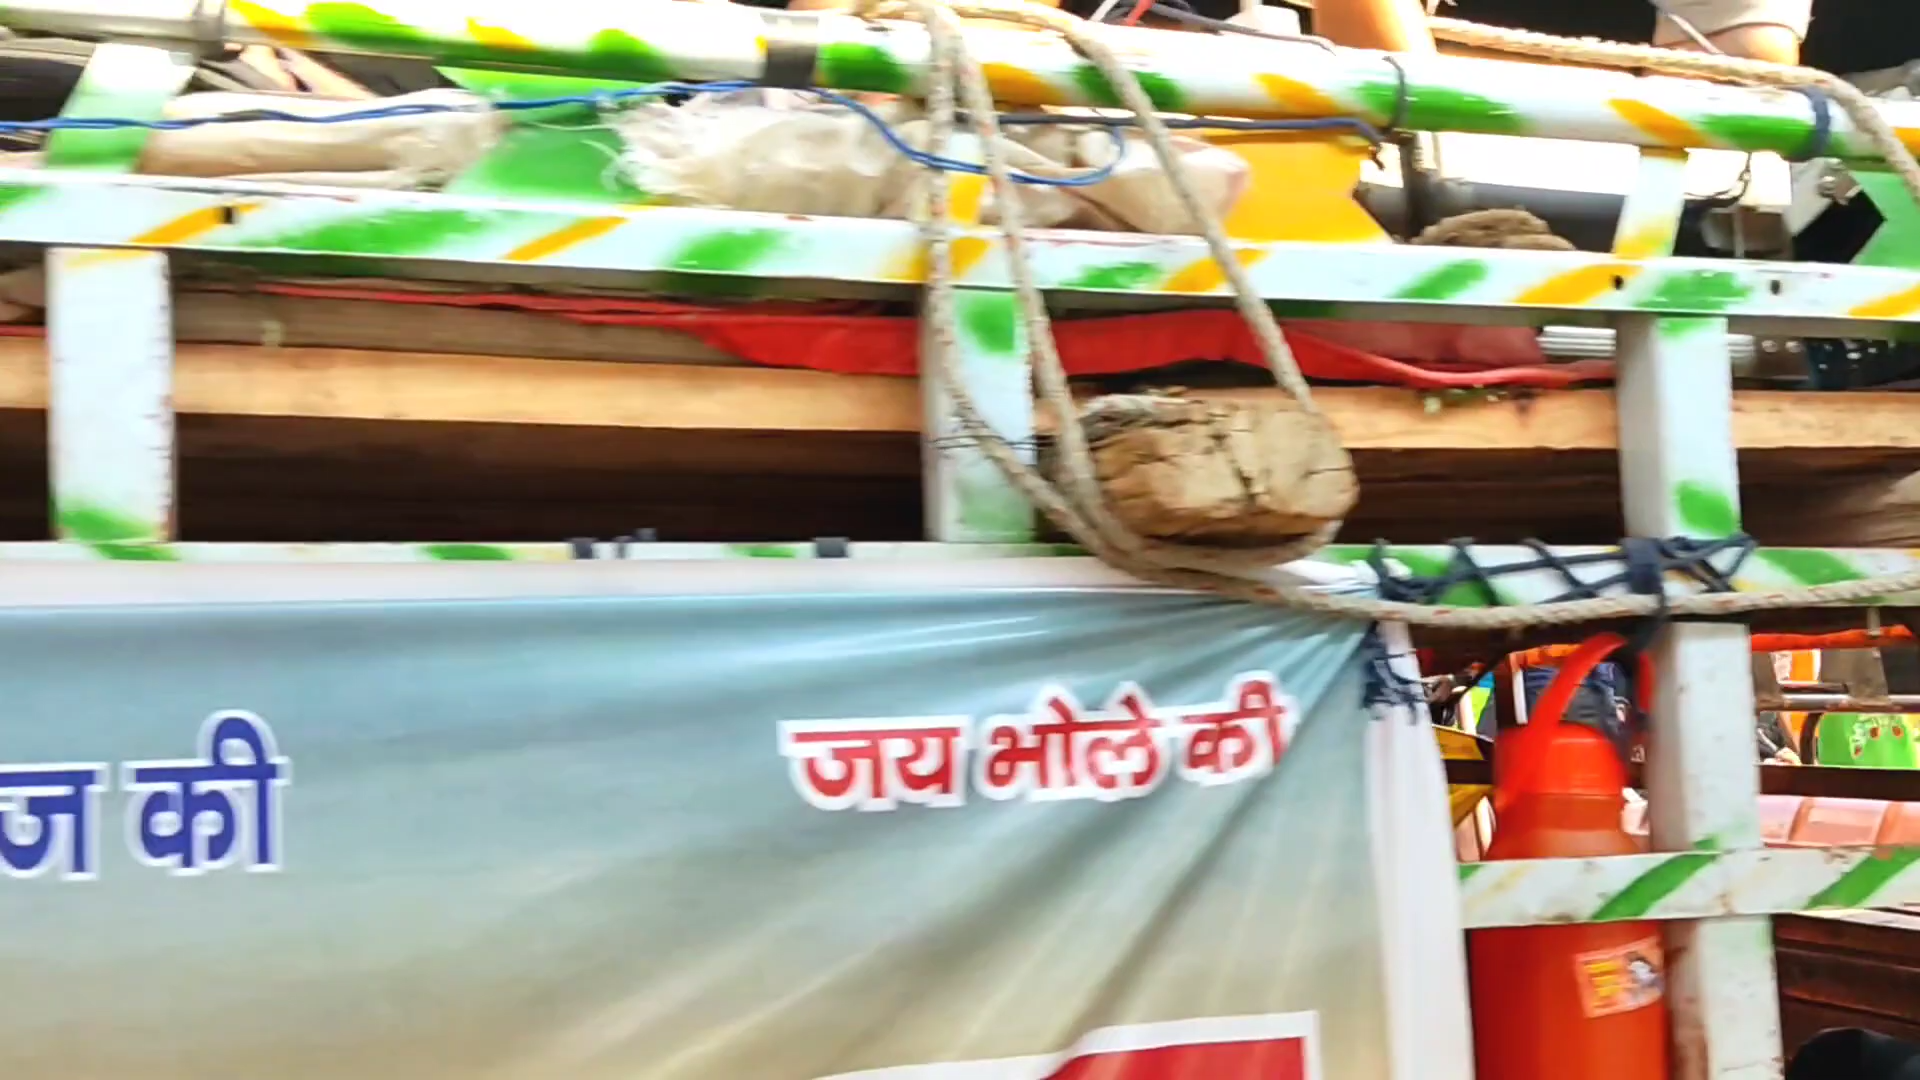 जय भोले की
ज की